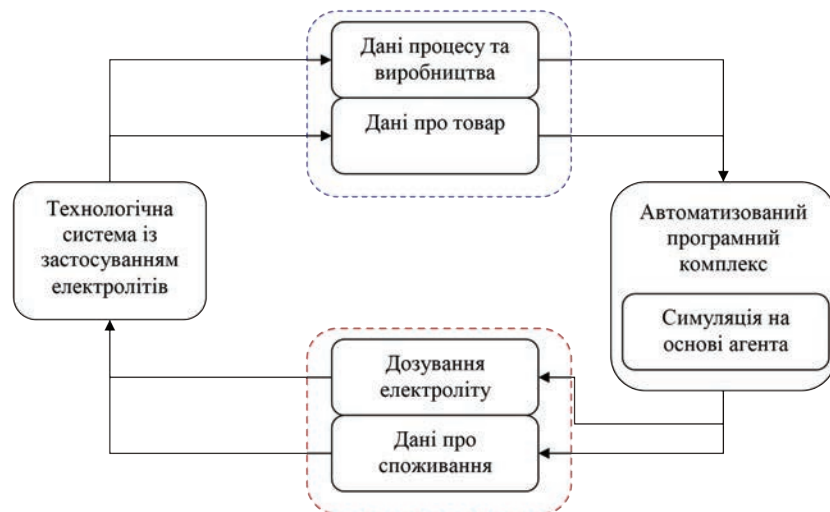 Дані процесу та
виробництва
Дані про товар
Технологічна
система із
застосуванням
електролітів
Автоматизований
програмний
комплекс
Симуляція на
основі агента
Дозування
електроліту
Дані про
споживання